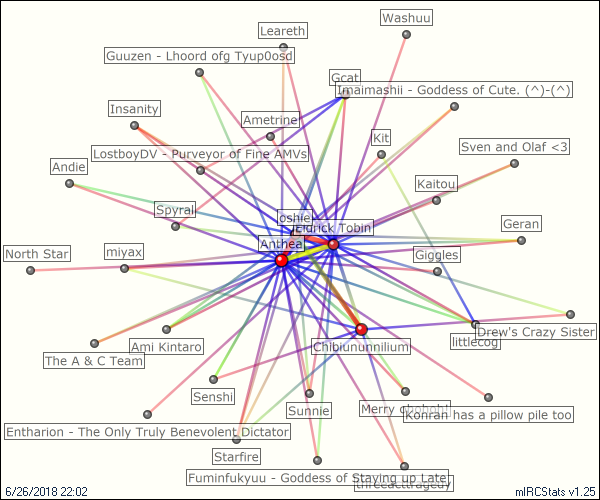 Washuu
Leareth
Guuzen - Lhoord ofg Tyup0osd
Gcat
Imaimashii - Goddess of Cute. (^)-(^)
Insanity
Ametrine
Kit
Sven and Olaf <3
LostboyDV - Purveyor of Fine AMVs
Andie
Kaitou
Spyral
oshie
Eldrick Tobin
Geran
Anthea
North Star
miyax
Giggles
Drew's Crazy Sister
littlecog
Ami Kintaro
Chibiununnilium
The A & C Team
Senshi
Sunnie
Merry
Konran has a pillow pile too
Entharion - The Only Truly Benevolent Dictator
Starfire
Fuminfukyuu - Goddess of Staying up Late
6/26/2018 22:02
mIRCStats v1.25